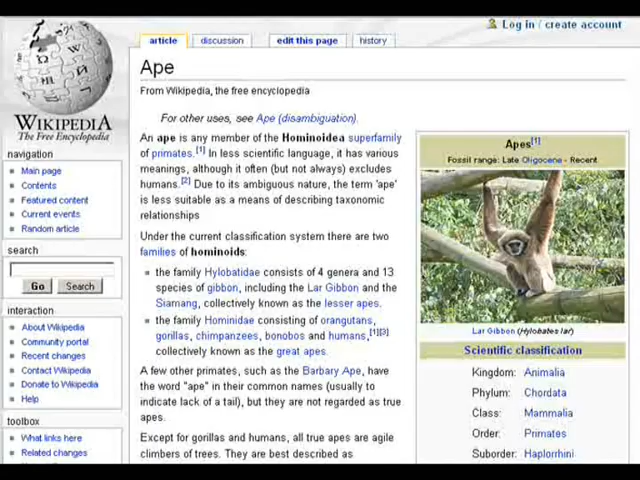 Log in / create account
article
discussion
edit this page
history
Ape
From Wikipedia, the free encyclopedia
For other uses, see Ape (disambiguation).
An ape is any member of the Hominoidea superfamily
of primates.[1] In less scientific language, it has various
meanings, although it often (but not always) excludes
humans.[2] Due to its ambiguous nature, the term 'ape'
is less suitable as a means of describing taxonomic
relationships
Under the current classification system there are two
families of hominoids:
the family Hylobatidae consists of 4 genera and 13
species of gibbon, including the Lar Gibbon and the
Siamang, collectively known as the lesser apes.
the family Hominidae consisting of orangutans,
gorillas, chimpanzees, bonobos and humans,[1][3]
collectively known as the great apes.
A few other primates, such as the Barbary Ape, have
the word "ape" in their common names (usually to
indicate lack of a tail), but they are not regarded as true
apes.
Except for gorillas and humans, all true apes are agile
climbers of trees. They are best described as
Apes[1]
Fossil range: Late Oligocene - Recent
Lar Gibbon (Hylobates lar)
Scientific classification
Kingdom: Animalia
Phylum: Chordata
Class: Mammalia
Order: Primates
Suborder: Haplorrhini
WIKIPEDIA
The Free Encyclopedia
navigation
Main page
Contents
Featured content
Current events
Random article
search
Go
Search
interaction
About Wikipedia
Community portal
Recent changes
Contact Wikipedia
Donate to Wikipedia
Help
toolbox
What links here
Related changes